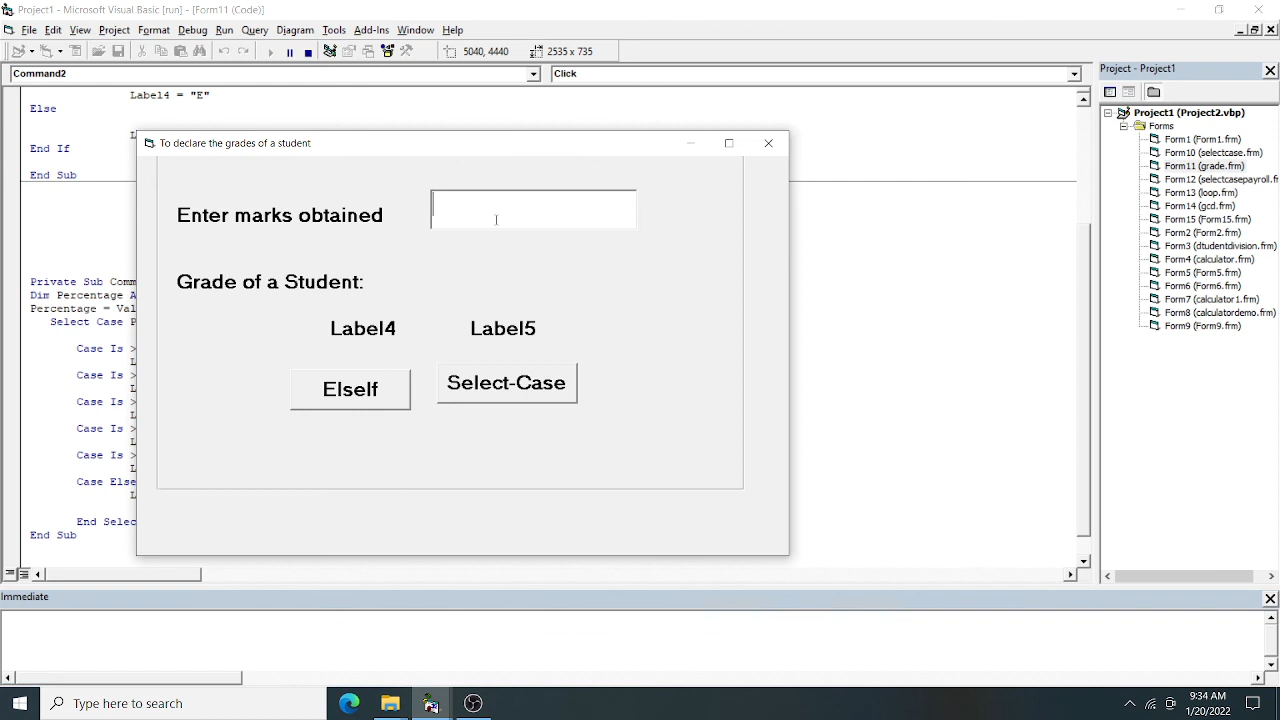 Project1 - Microsoft Visual Basic [run] - [Form11 (Code)]
File Edit View Project Format Debug Run Query Diagram Tools Add-Ins Window Help
5040, 4440 2535 x 735
Command2 Click
Project - Project1
Label4 = "E"
Else
L
End If
End Sub
To declare the grades of a student
Enter marks obtained
Grade of a Student:
Label4 Label5
ElseIf Select-Case
Private Sub Comm
Dim Percentage A
Percentage = Val
Select Case P
Case Is >
L
Case Is >
L
Case Is >
L
Case Is >
L
Case Is >
L
Case Else
L
End Selec
End Sub
Project1 (Project2.vbp)
Forms
Form1 (Form1.frm)
Form10 (selectcase.frm)
Form11 (grade.frm)
Form12 (selectcasepayroll.fr
Form13 (loop.frm)
Form14 (gcd.frm)
Form15 (Form15.frm)
Form2 (Form2.frm)
Form3 (dtudentdivision.frm)
Form4 (calculator.frm)
Form5 (Form5.frm)
Form6 (Form6.frm)
Form7 (calculator1.frm)
Form8 (calculatordemo.frm)
Form9 (Form9.frm)
Immediate
Type here to search
9:34 AM
1/20/2022